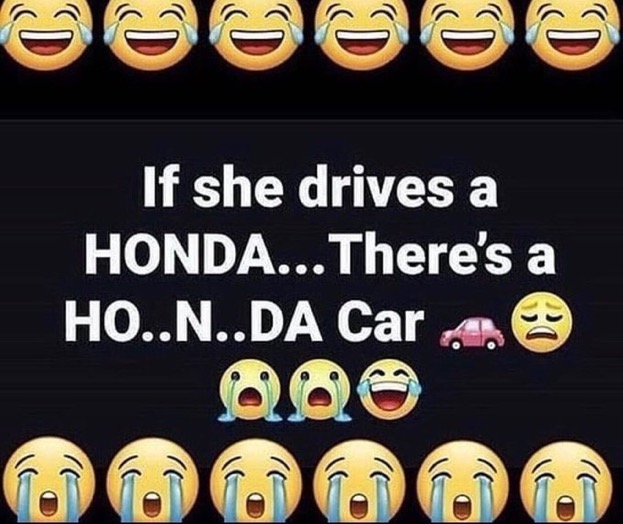 If she drives a
HONDA...There's a
HO..N..DA Car 🚗😩
😭😭😂